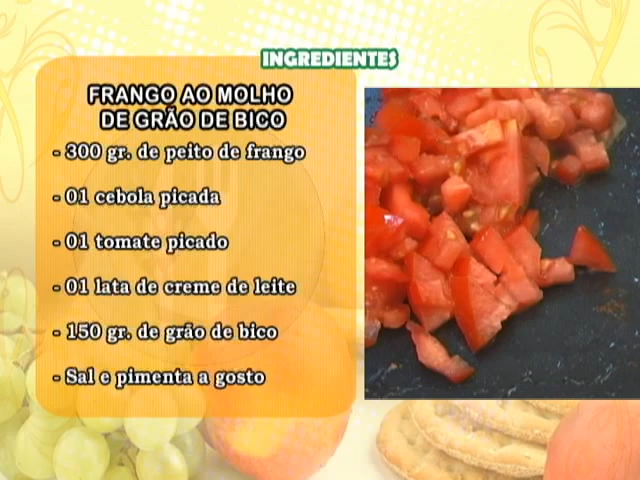 INGREDIENTES
FRANGO AO MOLHO
DE GRÃO DE BICO
- 300 gr. de peito de frango
- 01 cebola picada
- 01 tomate picado
- 01 lata de creme de leite
- 150 gr. de grão de bico
- Sal e pimenta a gosto